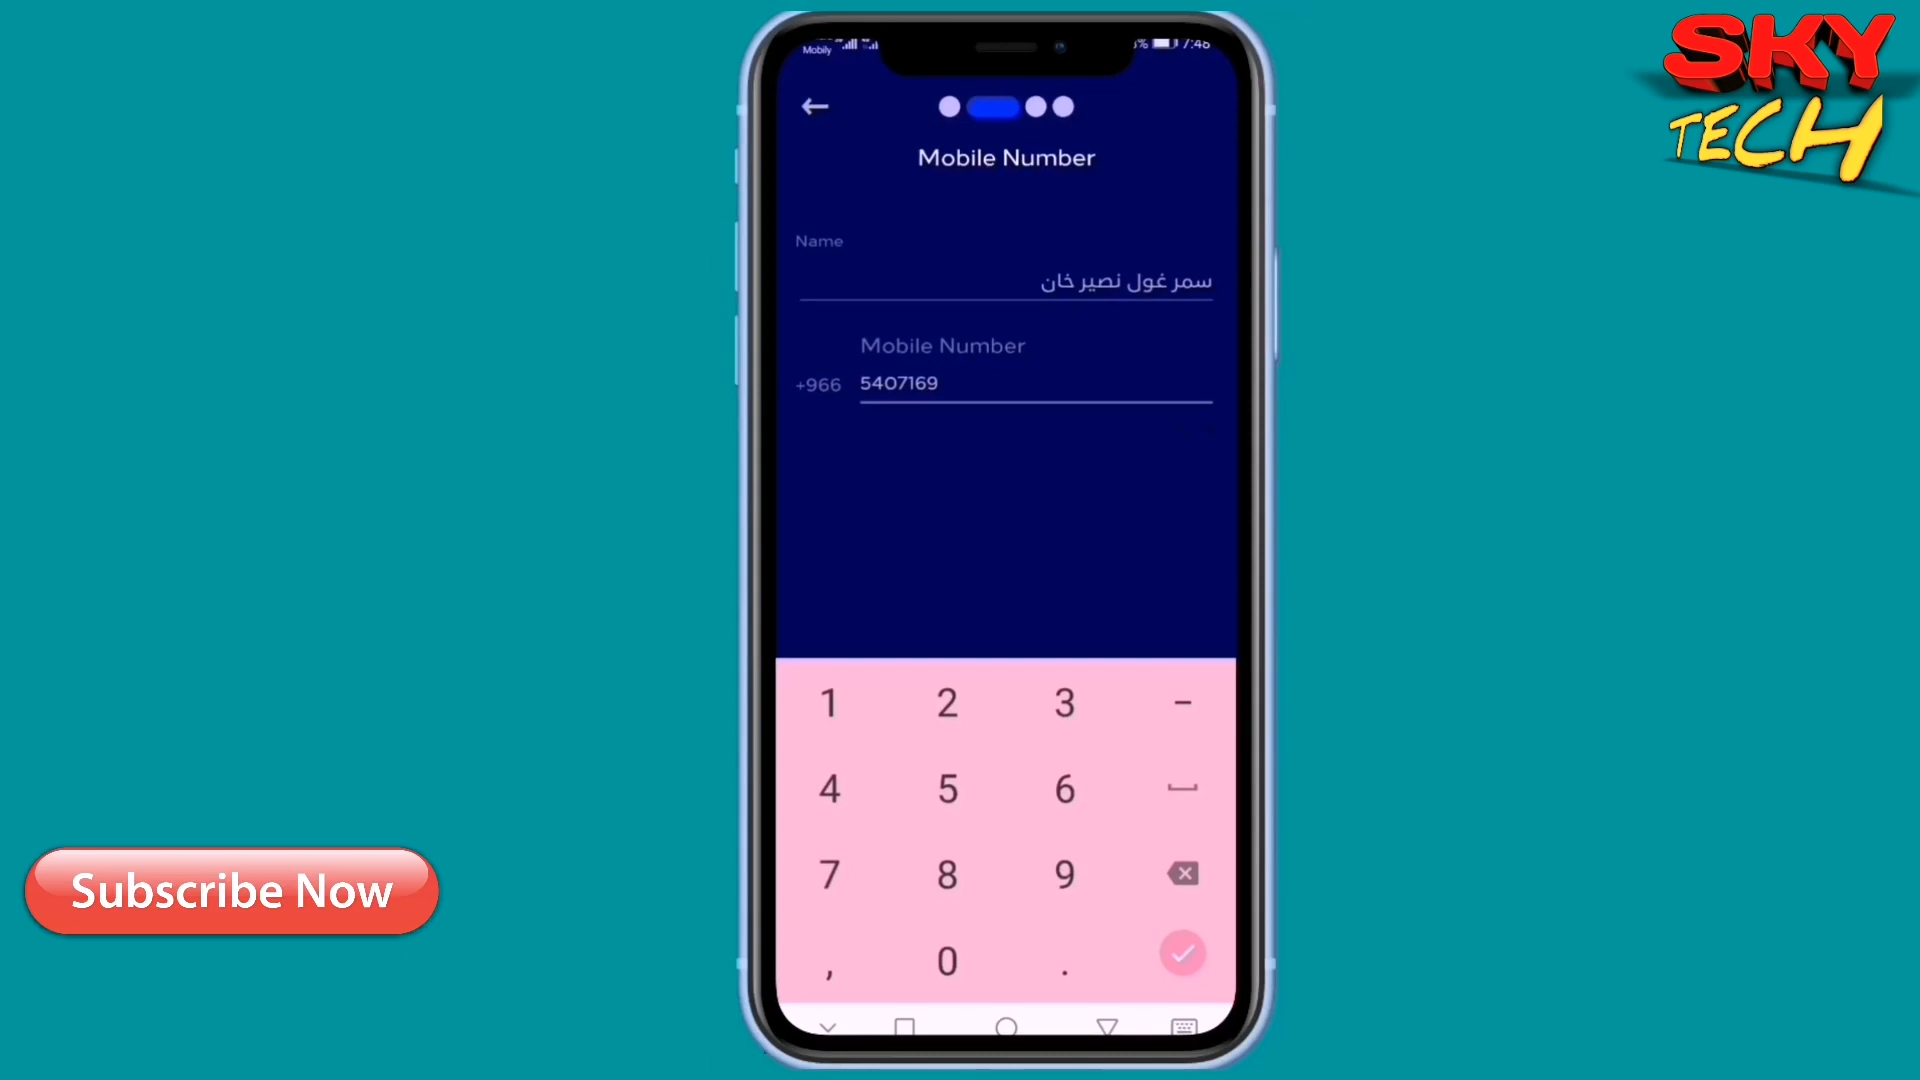 SKY
TECH
Mobily
7:48
Mobile Number
Name
سمر غول نصير خان
Mobile Number
+966 5407169
1 2 3 -
4 5 6
7 8 9
, 0 .
Subscribe Now